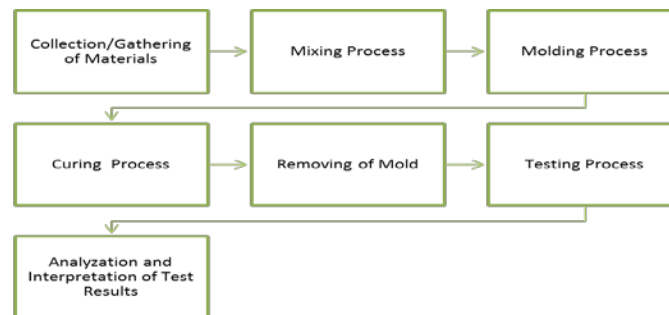 Collection/Gathering
of Materials
Mixing Process
Molding Process
Curing Process
Removing of Mold
Testing Process
Analyzation and
Interpretation of Test
Results